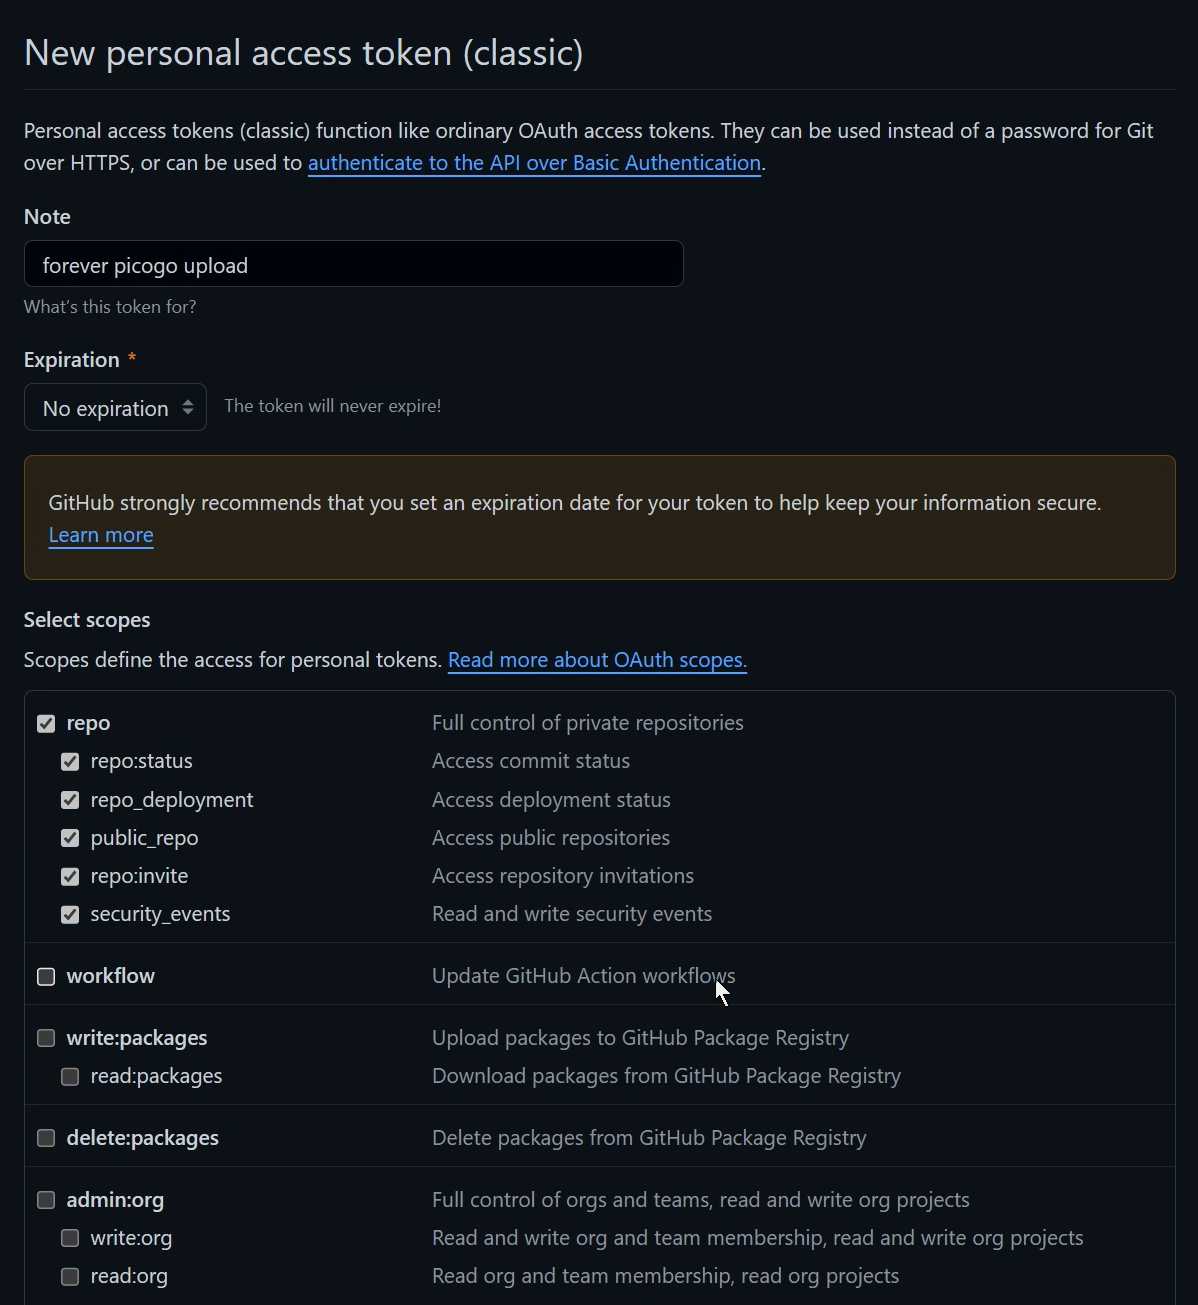 New personal access token (classic)
Personal access tokens (classic) function like ordinary OAuth access tokens. They can be used instead of a password for Git
over HTTPS, or can be used to authenticate to the API over Basic Authentication.
Note
forever picogo upload
What's this token for?
Expiration *
No expiration The token will never expire!
GitHub strongly recommends that you set an expiration date for your token to help keep your information secure.
Learn more
Select scopes
Scopes define the access for personal tokens. Read more about OAuth scopes.
repo Full control of private repositories
repo:status Access commit status
repo_deployment Access deployment status
public_repo Access public repositories
repo:invite Access repository invitations
security_events Read and write security events
workflow Update GitHub Action workflows
write:packages Upload packages to GitHub Package Registry
read:packages Download packages from GitHub Package Registry
delete:packages Delete packages from GitHub Package Registry
admin:org Full control of orgs and teams, read and write org projects
write:org Read and write org and team membership, read and write org projects
read:org Read org and team membership, read org projects